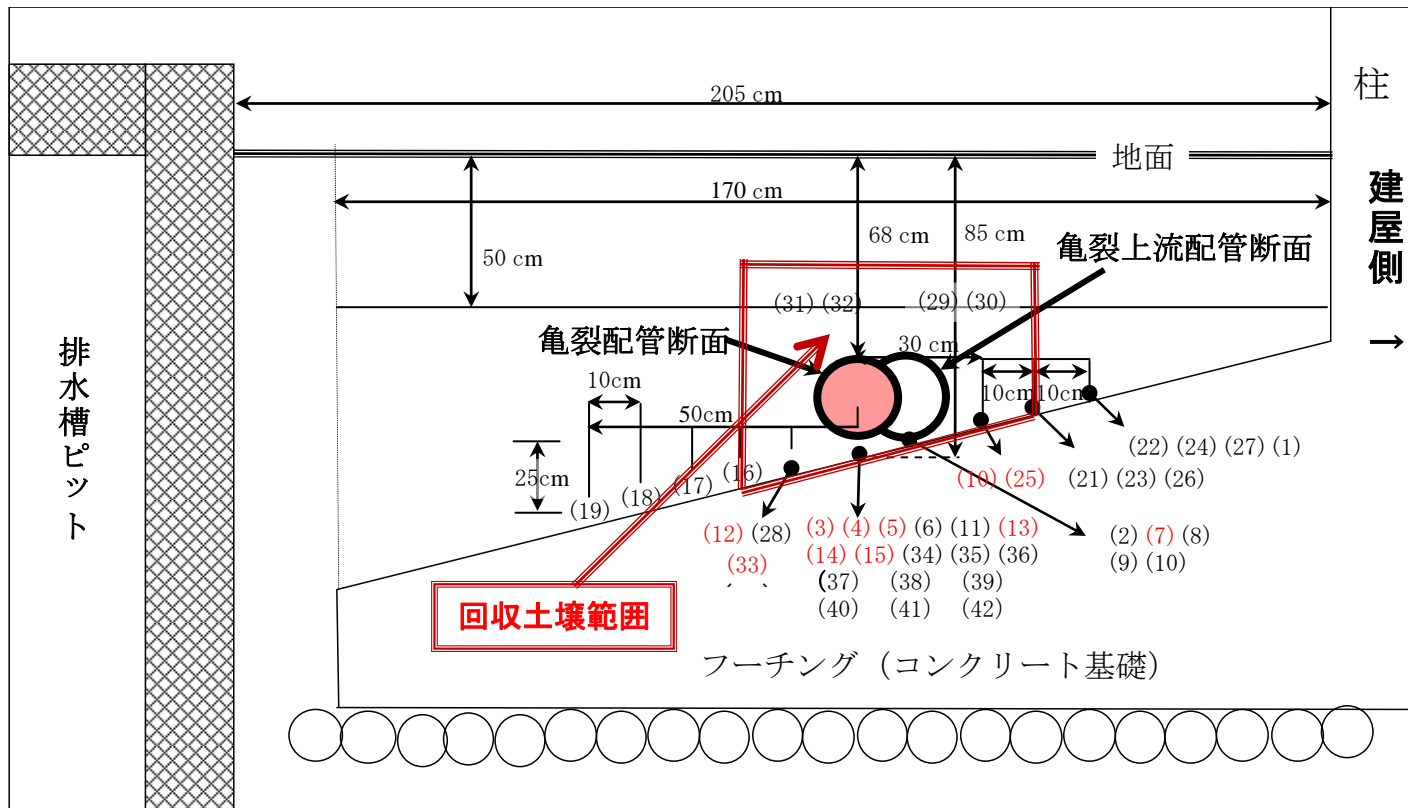 205 cm
柱
地面
170 cm
建屋側
→
50 cm
68 cm
85 cm
亀裂上流配管断面
(31) (32)
(29) (30)
亀裂配管断面
30 cm
排水槽ピット
10cm
10cm
10cm
50cm
(22) (24) (27) (1)
25cm
(19)
(18)
(17)
(16)
(10) (25)
(21) (23) (26)
(12) (28)
(33)
(3) (4) (5) (6) (11) (13)
(14) (15) (34) (35) (36)
(37) (38) (39)
(40) (41) (42)
(2) (7) (8)
(9) (10)
回収土壌範囲
フーチング（コンクリート基礎）